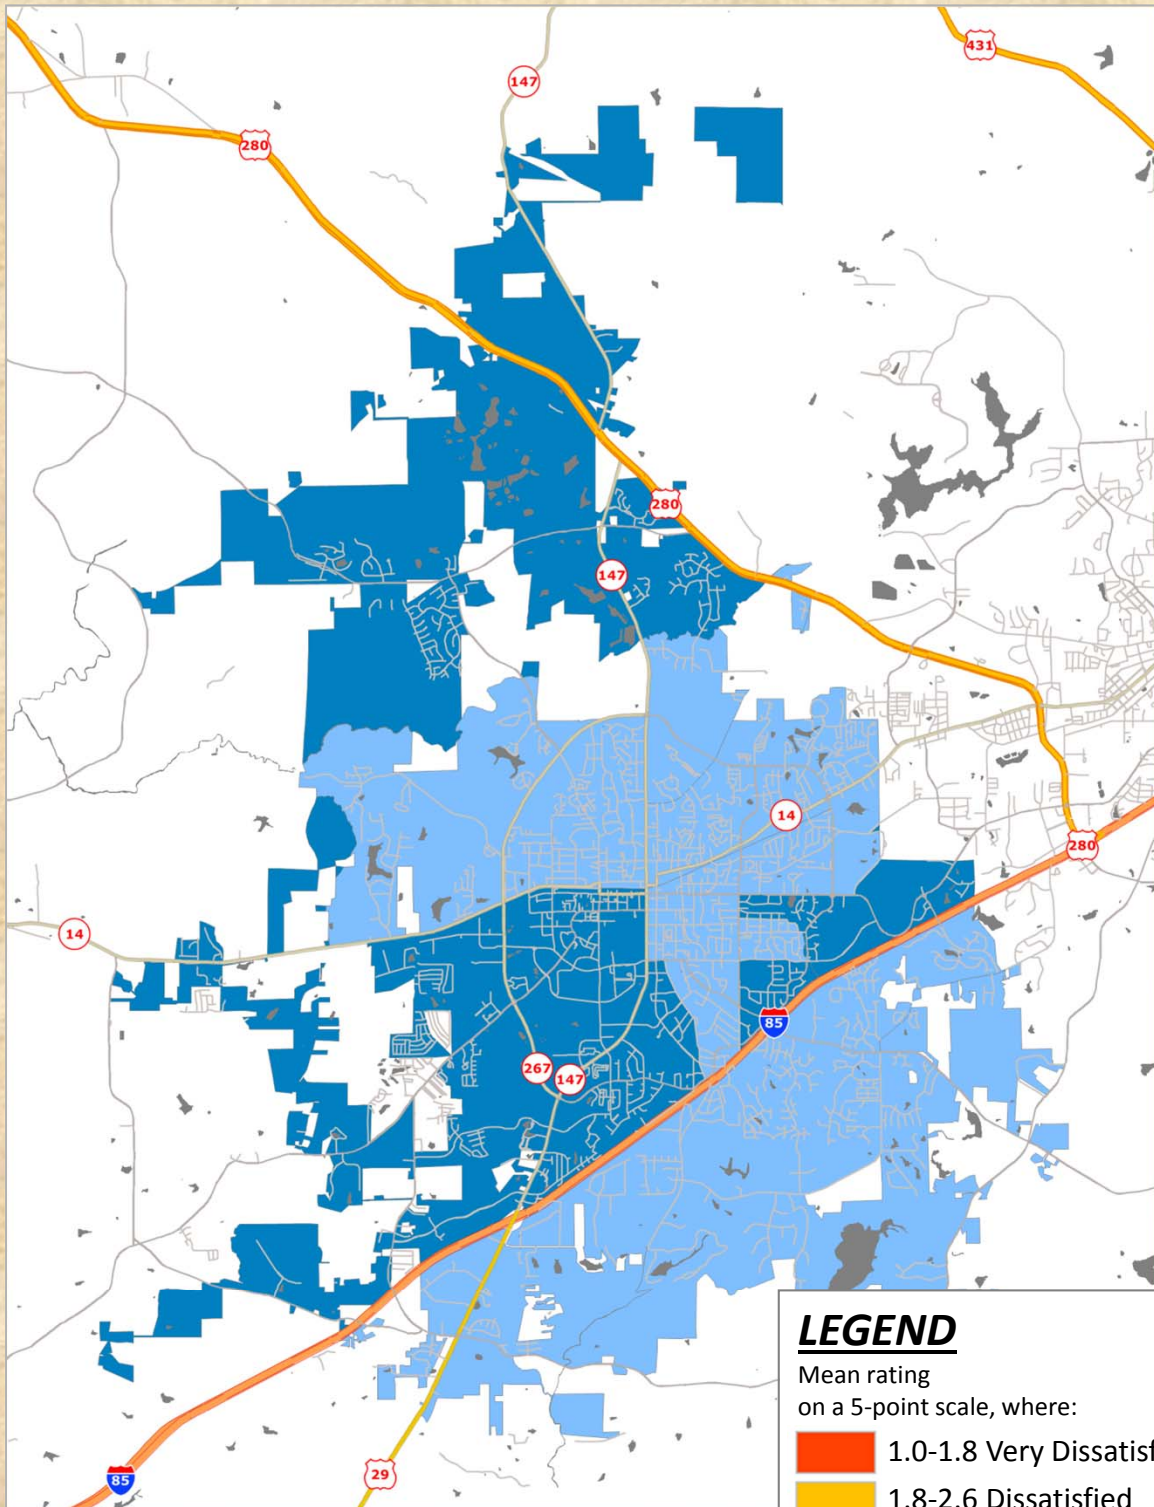 147
431
280
280
147
14
280
14
85
267
147
LEGEND
Mean rating
on a 5-point scale, where:
1.0-1.8 Very Dissatisf
1.8-2.6 Dissatisfied
29
85